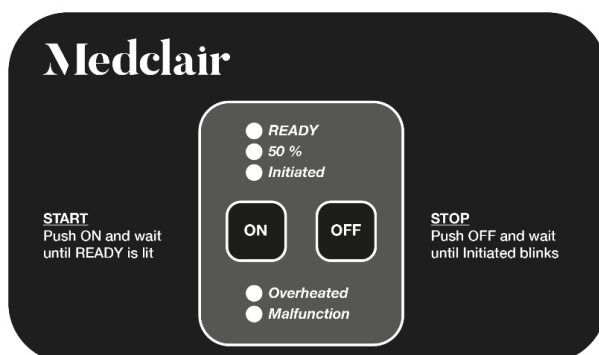 Medclair
READY
50 %
Initiated
START
Push ON and wait
until READY is lit
ON
OFF
STOP
Push OFF and wait
until Initiated blinks
Overheated
Malfunction